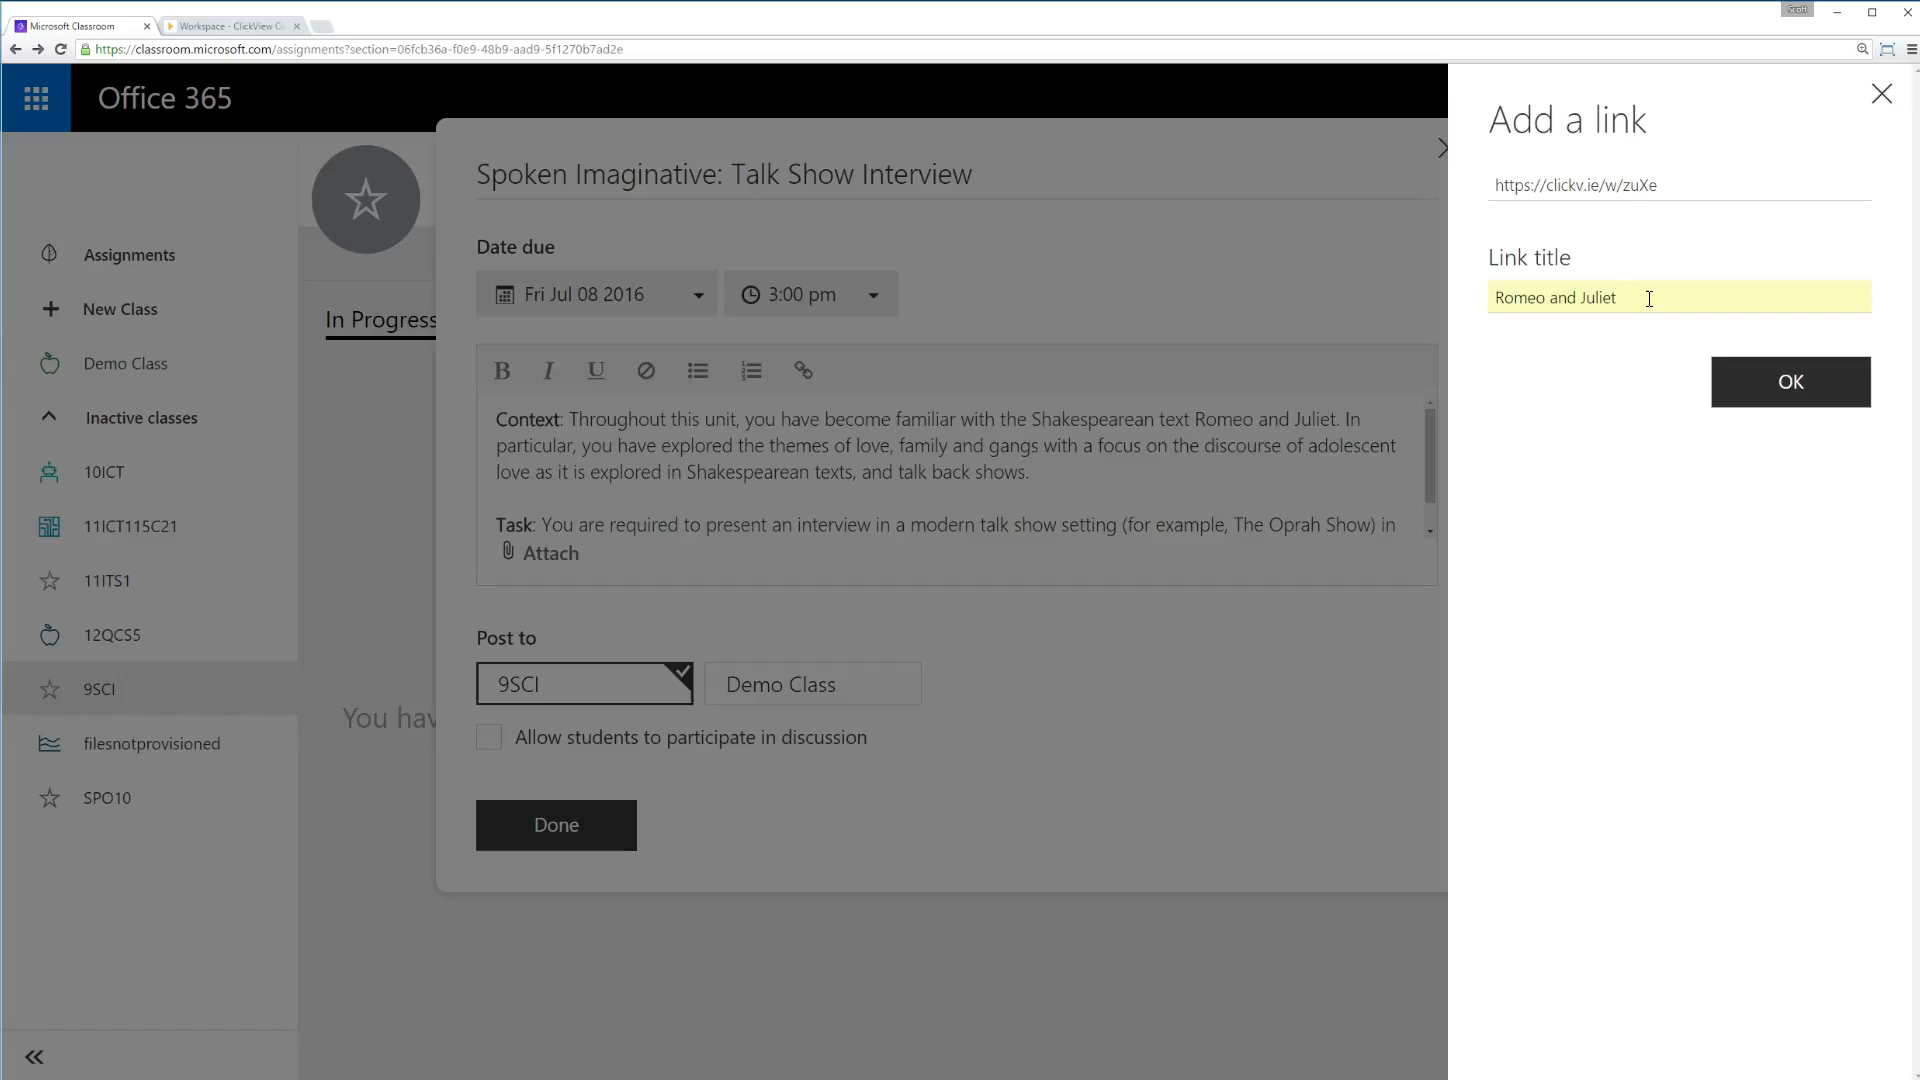 Microsoft Classroom
Workspace - ClickView
Scott
https://classroom.microsoft.com/assignments?section=06fcb36a-f0e9-48b9-aad9-5f1270b7ad2e
Office 365
Assignments
New Class
Demo Class
Inactive classes
10ICT
11ICT115C21
11ITS1
12QCS5
9SCI
filesnotprovisioned
SPO10
In Progress
You hav
Spoken Imaginative: Talk Show Interview
Date due
Fri Jul 08 2016
3:00 pm
B I U
Context: Throughout this unit, you have become familiar with the Shakespearean text Romeo and Juliet. In
particular, you have explored the themes of love, family and gangs with a focus on the discourse of adolescent
love as it is explored in Shakespearean texts, and talk back shows.
Task: You are required to present an interview in a modern talk show setting (for example, The Oprah Show) in
Attach
Post to
9SCI
Demo Class
Allow students to participate in discussion
Done
Add a link
https://clickv.ie/w/zuXe
Link title
Romeo and Juliet
OK